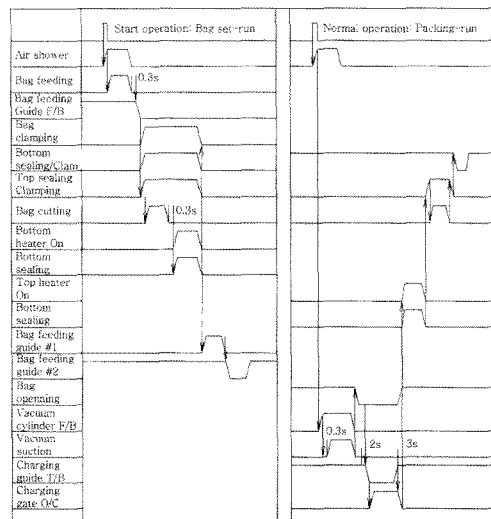 Start operation: Bag set-run
Normal operation: Packing-run
Air shower
Bag feeding
0.3s
Bag feeding
Guide F/B
Bag
clamping
Bottom
sealing/Clam
Top sealing
Clamping
Bag cutting
0.3s
Bottom
heater On
Bottom
sealing
Top heater
On
Bottom
sealing
Bag feeding
guide #1
Bag feeding
guide #2
Bag
openning
Vacuum
cylinder F/B
0.3s
2s
3s
Vacuum
suction
Charging
guide T/B
Charging
gate O/C